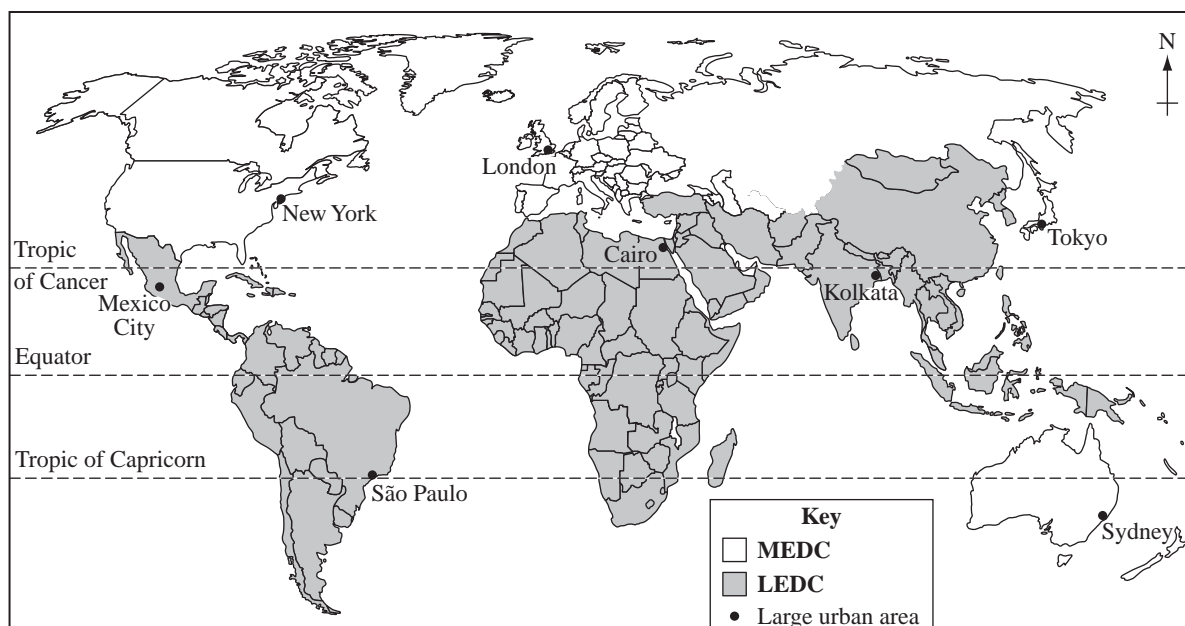 N
London
New York
Tokyo
Tropic
of Cancer
Cairo
Kolkata
Mexico
City
Equator
Tropic of Capricorn
São Paulo
Sydney
Key
MEDC
LEDC
Large urban area